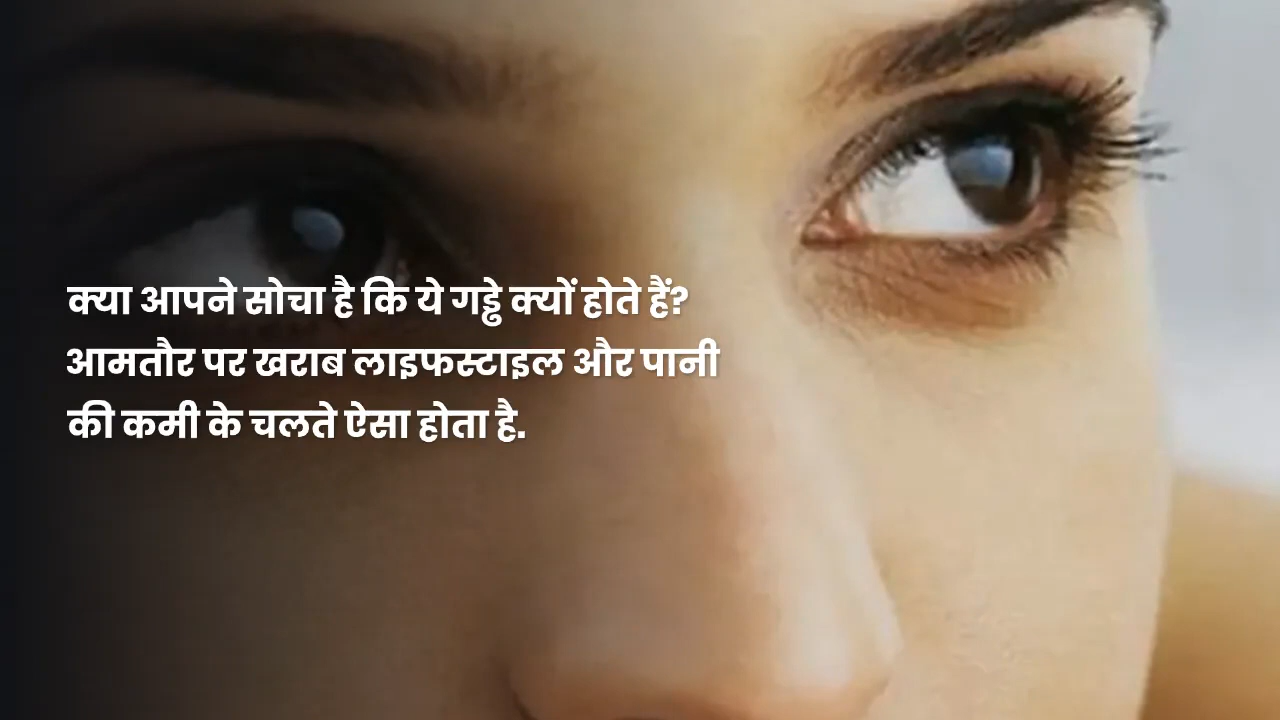 क्या आपने सोचा है कि ये गड्ढे क्यों होते हैं?
आमतौर पर खराब लाइफस्टाइल और पानी
की कमी के चलते ऐसा होता है.